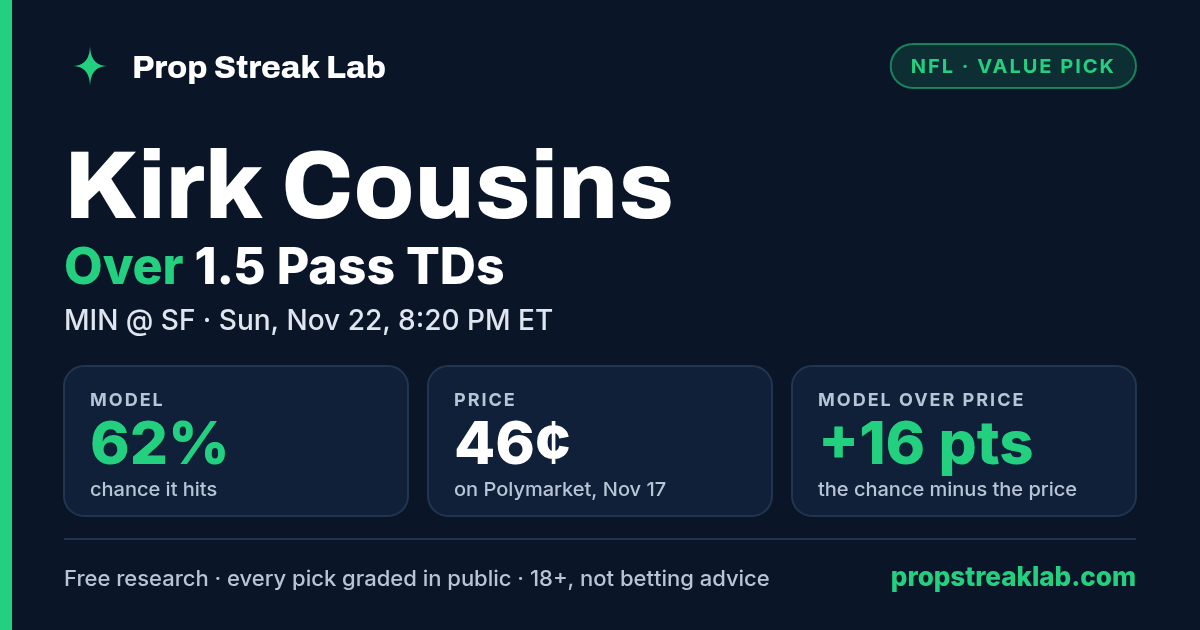 Prop Streak Lab
NFL · VALUE PICK
Kirk Cousins
Over 1.5 Pass TDs
MIN @ SF · Sun, Nov 22, 8:20 PM ET
MODEL
62%
chance it hits
PRICE
46¢
on Polymarket, Nov 17
MODEL OVER PRICE
+16 pts
the chance minus the price
Free research · every pick graded in public · 18+, not betting advice
propstreaklab.com